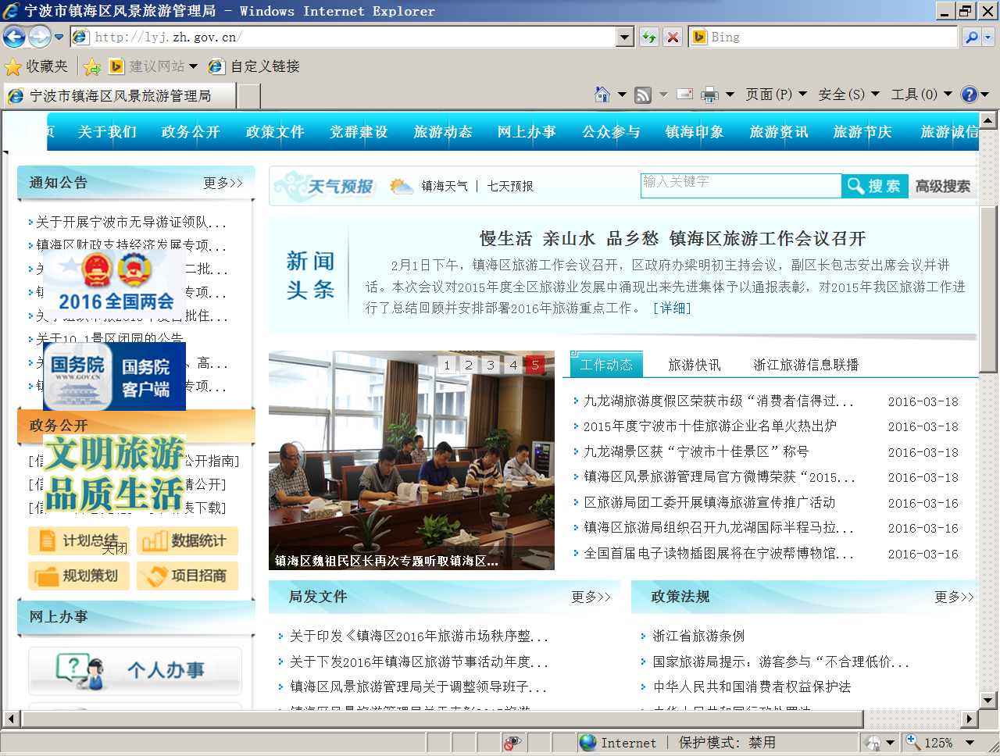 宁波市镇海区风景旅游管理局 - Windows Internet Explorer
http://lyj.zh.gov.cn/
Bing
收藏夹
建议网站
自定义链接
宁波市镇海区风景旅游管理局
页面(P)
安全(S)
工具(O)
关于我们
政务公开
政策文件
党群建设
旅游动态
网上办事
公众参与
镇海印象
旅游资讯
旅游节庆
旅游诚信
通知公告
更多>>
关于开展宁波市无导游证领队...
镇海区财政支持经济发展专项...
二批...
专项...
2016全国两会
关于10.1景区闭园的公告
、高...
专项...
国务院
WWW.GOV.CN
国务院
客户端
政务公开
公开指南]
公开]
表下载]
文明旅游
品质生活
计划总结
关闭
数据统计
规划策划
项目招商
网上办事
个人办事
天气预报
镇海天气 | 七天预报
输入关键字
搜索
高级搜索
新闻
头条
慢生活 亲山水 品乡愁 镇海区旅游工作会议召开
2月1日下午，镇海区旅游工作会议召开，区政府办梁明初主持会议，副区长包志安出席会议并讲
话。本次会议对2015年度全区旅游业发展中涌现出来先进集体予以通报表彰，对2015年我区旅游工作进
行了总结回顾并安排部署2016年旅游重点工作。 [详细]
1 2 3 4 5
镇海区魏祖民区长再次专题听取镇海区...
工作动态
旅游快讯
浙江旅游信息联播
九龙湖旅游度假区荣获市级“消费者信得过... 2016-03-18
2015年度宁波市十佳旅游企业名单火热出炉 2016-03-18
九龙湖景区获“宁波市十佳景区”称号 2016-03-18
镇海区风景旅游管理局官方微博荣获“2015... 2016-03-18
区旅游局团工委开展镇海旅游宣传推广活动 2016-03-16
镇海区旅游局组织召开九龙湖国际半程马拉... 2016-03-16
全国首届电子读物插图展将在宁波帮博物馆... 2016-03-16
局发文件
更多>>
关于印发《镇海区2016年旅游市场秩序整...
关于下发2016年镇海区旅游节事活动年度...
镇海区风景旅游管理局关于调整领导班子...
政策法规
更多>>
浙江省旅游条例
国家旅游局提示：游客参与“不合理低价...
中华人民共和国消费者权益保护法
Internet | 保护模式: 禁用
125%